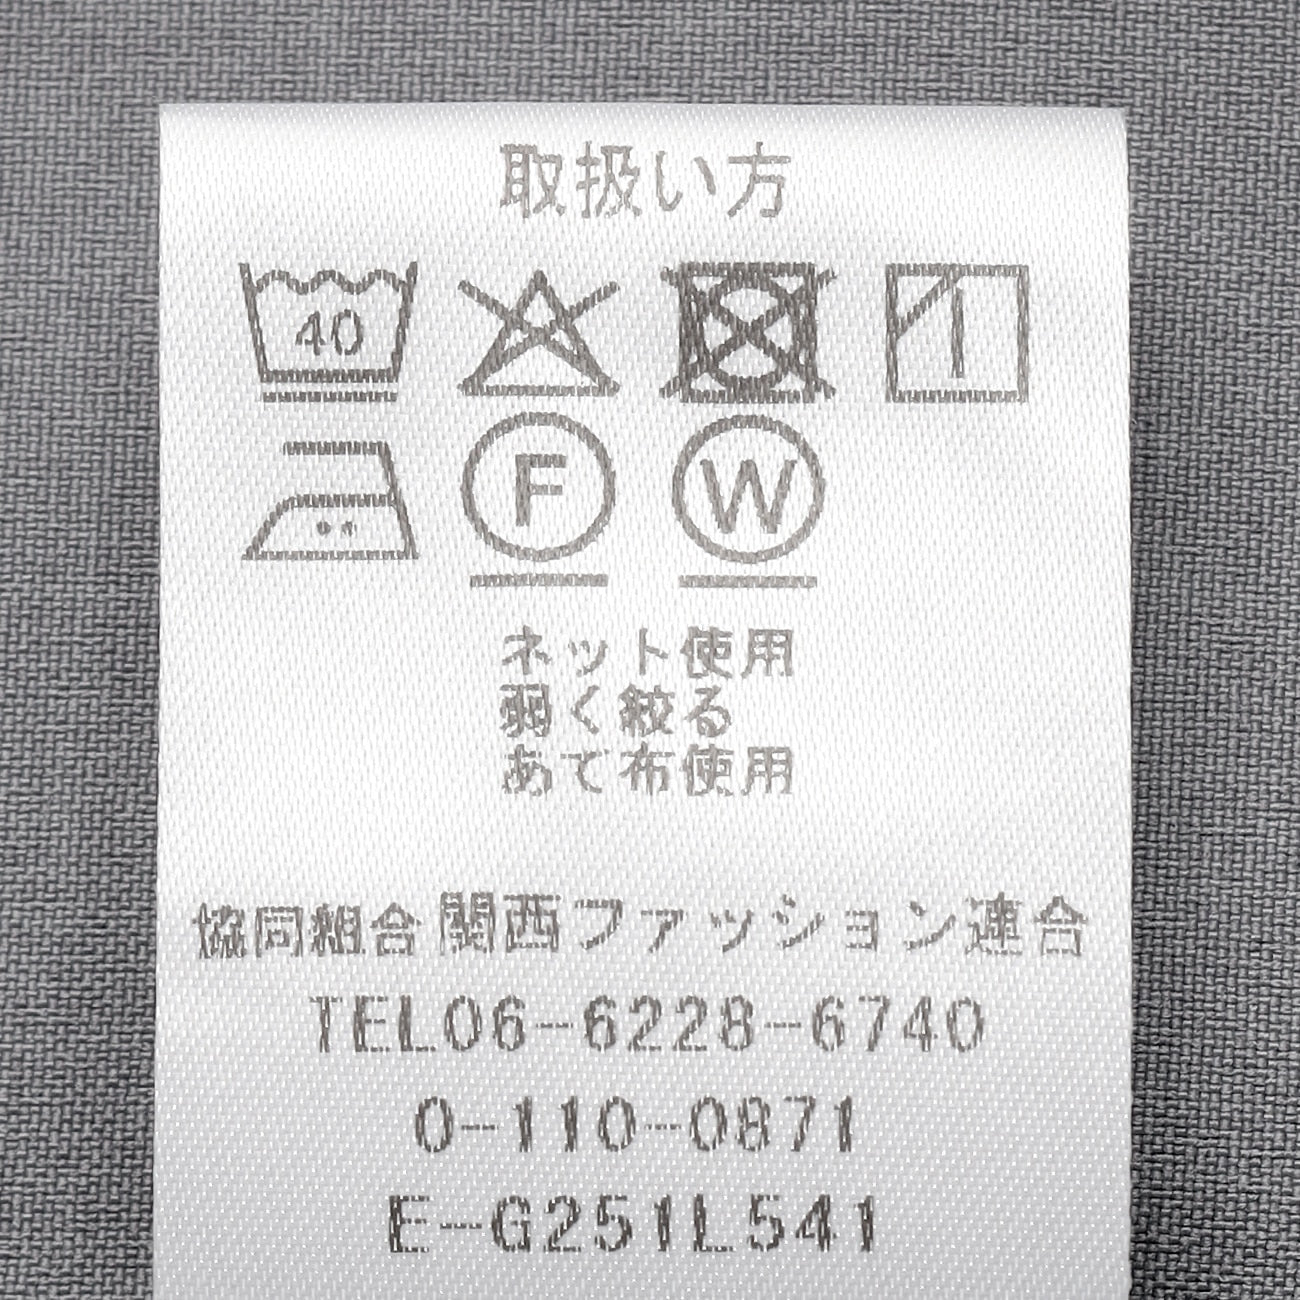 取扱い方
40
F W
ネット使用
弱く絞る
あて布使用
協同組合関西ファッション連合
TEL06-6228-6740
0-110-0871
E-G251L541